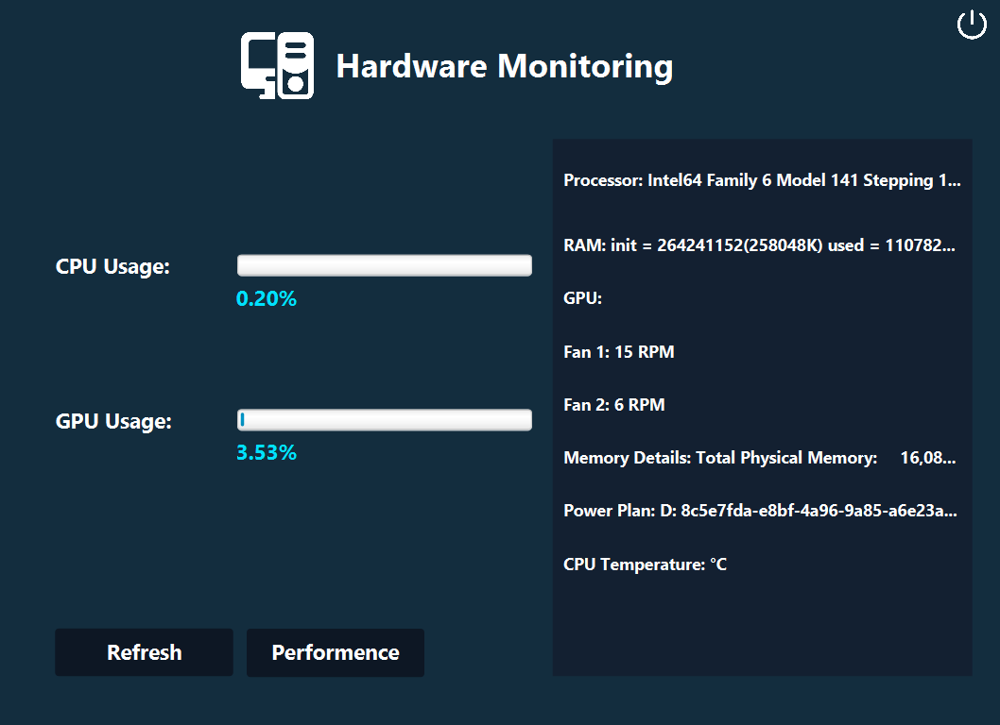 Hardware Monitoring
CPU Usage:
0.20%
GPU Usage:
3.53%
Refresh
Performence
Processor: Intel64 Family 6 Model 141 Stepping 1...
RAM: init = 264241152(258048K) used = 110782...
GPU:
Fan 1: 15 RPM
Fan 2: 6 RPM
Memory Details: Total Physical Memory: 16,08...
Power Plan: D: 8c5e7fda-e8bf-4a96-9a85-a6e23a...
CPU Temperature: °C